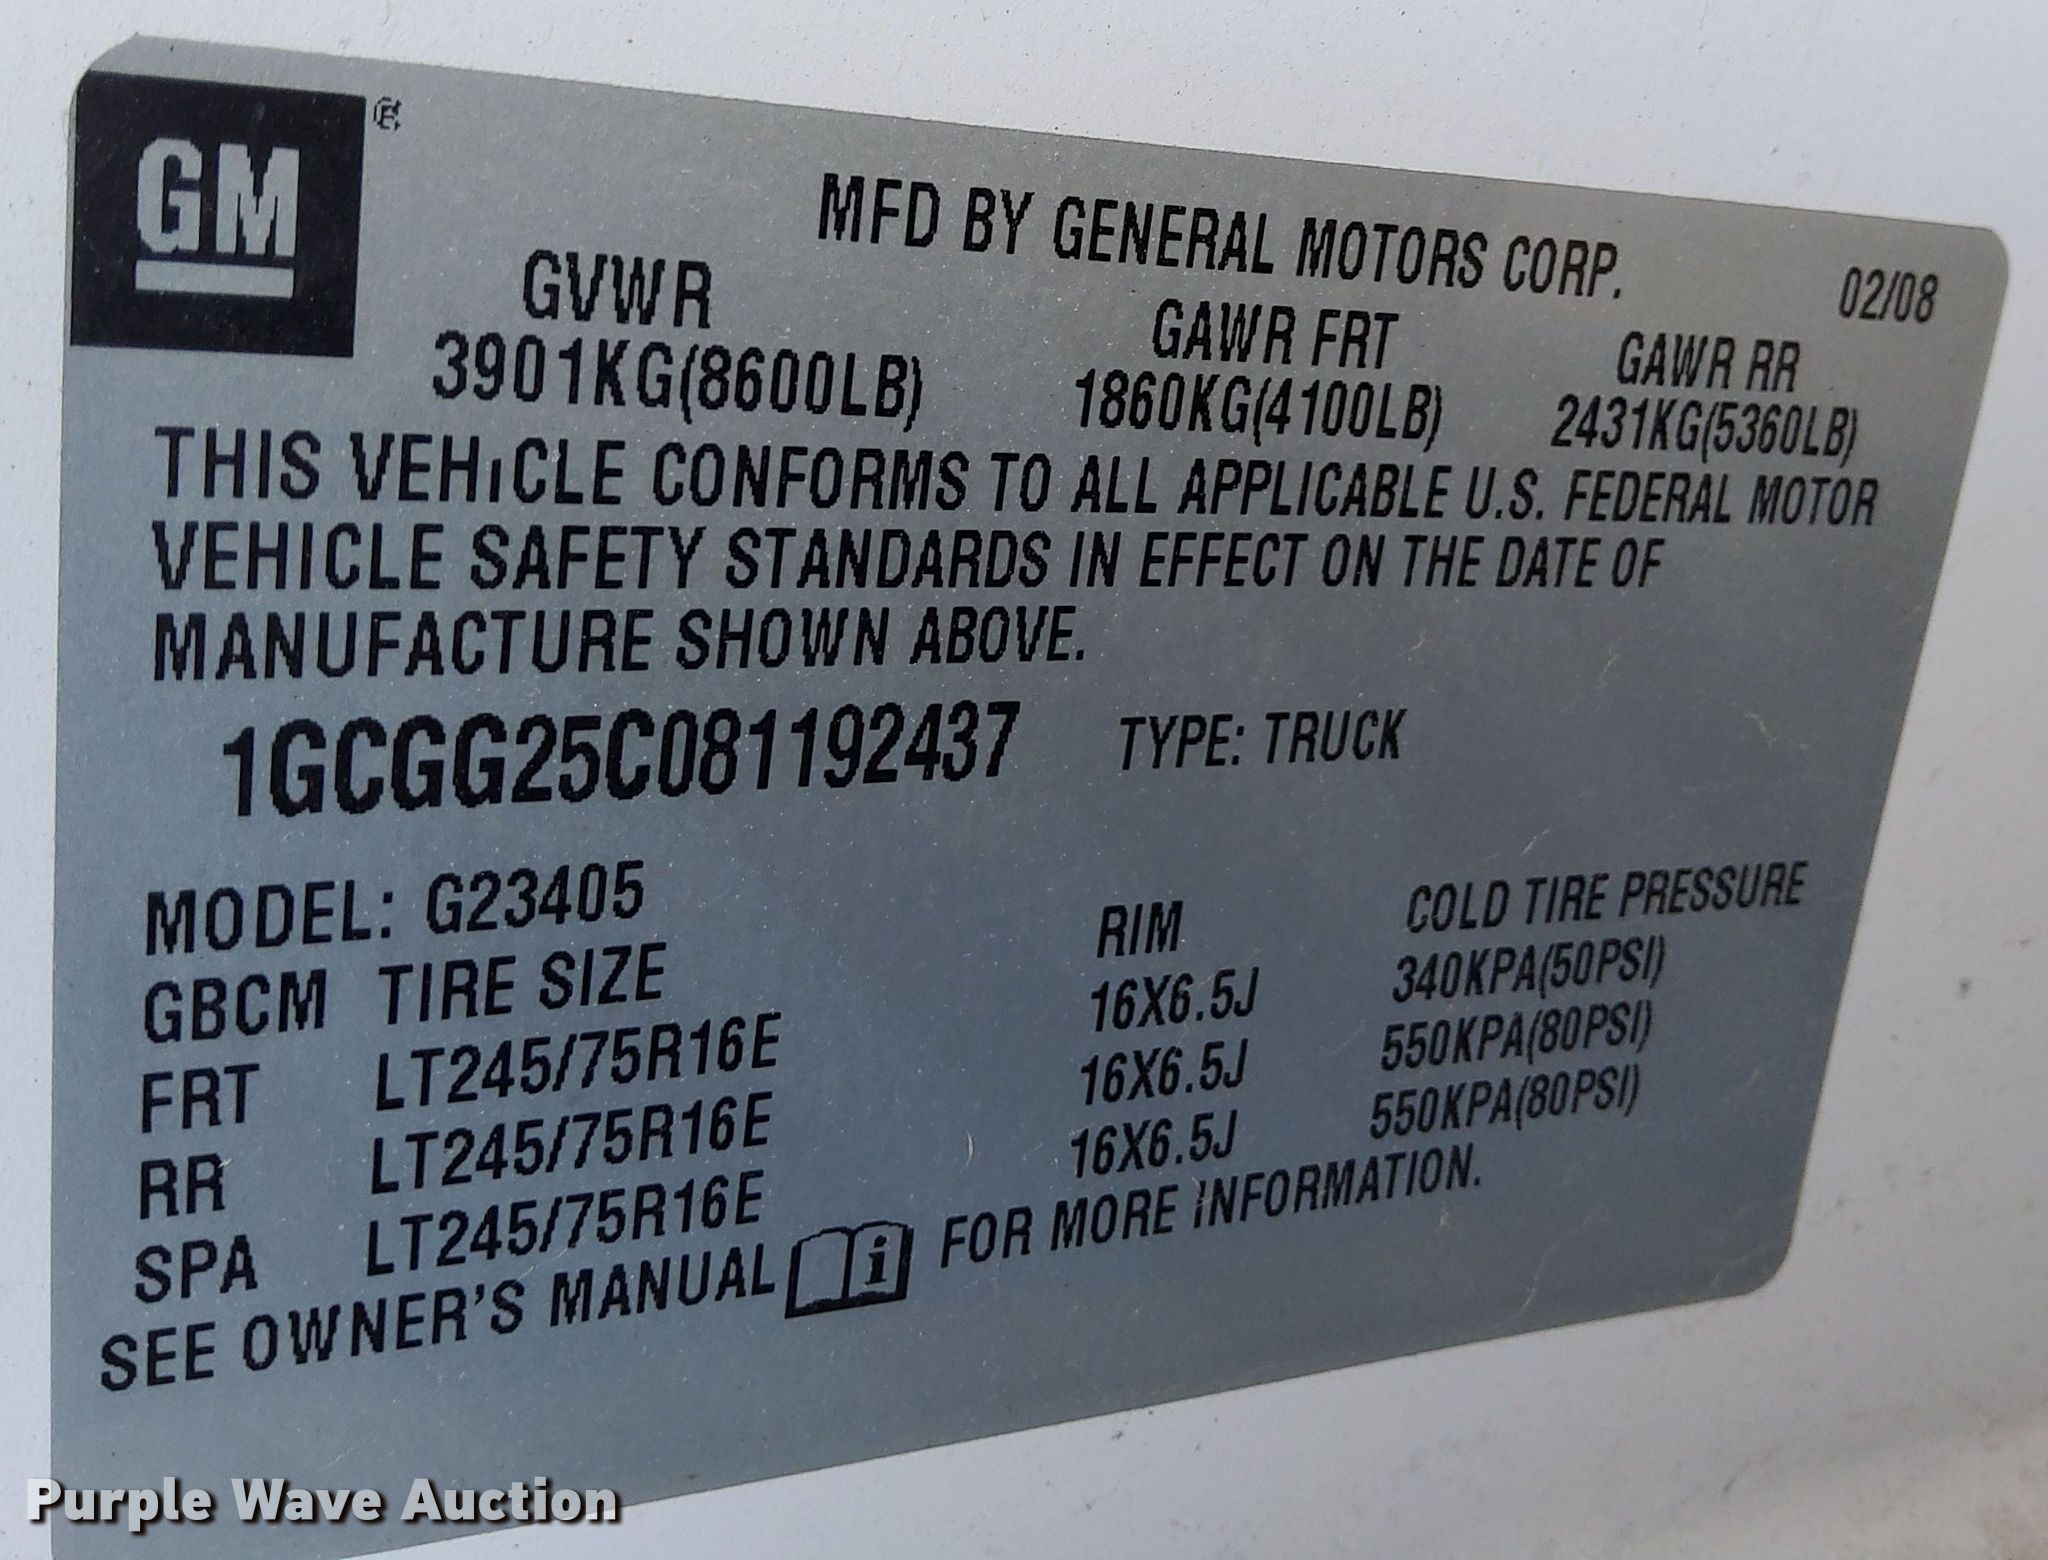 GM
MFD BY GENERAL MOTORS CORP.
02/08
GVWR GAWR FRT GAWR RR
3901KG(8600LB) 1860KG(4100LB) 2431KG(5360LB)
THIS VEHICLE CONFORMS TO ALL APPLICABLE U.S. FEDERAL MOTOR
VEHICLE SAFETY STANDARDS IN EFFECT ON THE DATE OF
MANUFACTURE SHOWN ABOVE.
1GCGG25C081192437 TYPE: TRUCK
MODEL: G23405
GBCM TIRE SIZE RIM COLD TIRE PRESSURE
FRT LT245/75R16E 16X6.5J 340KPA(50PSI)
RR LT245/75R16E 16X6.5J 550KPA(80PSI)
SPA LT245/75R16E 16X6.5J 550KPA(80PSI)
SEE OWNER'S MANUAL i FOR MORE INFORMATION.
Purple Wave Auction